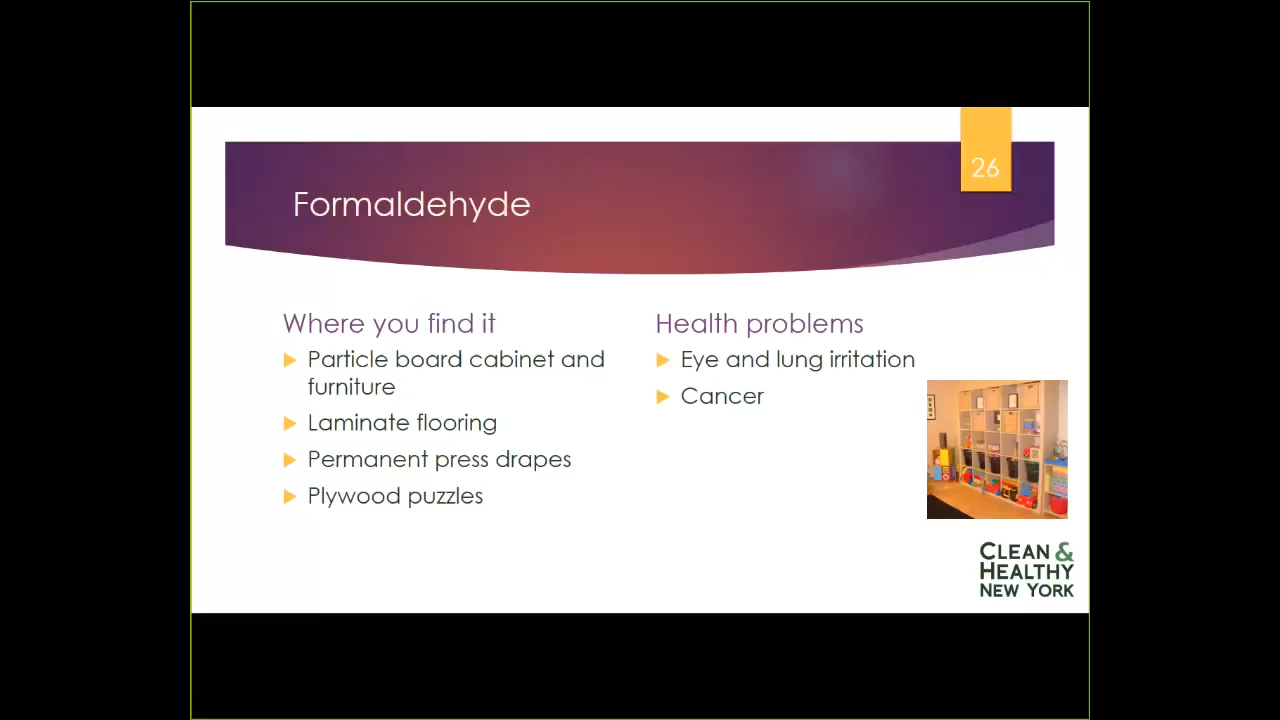 26
Formaldehyde
Where you find it
Particle board cabinet and
furniture
Laminate flooring
Permanent press drapes
Plywood puzzles
Health problems
Eye and lung irritation
Cancer
CLEAN &
HEALTHY
NEW YORK